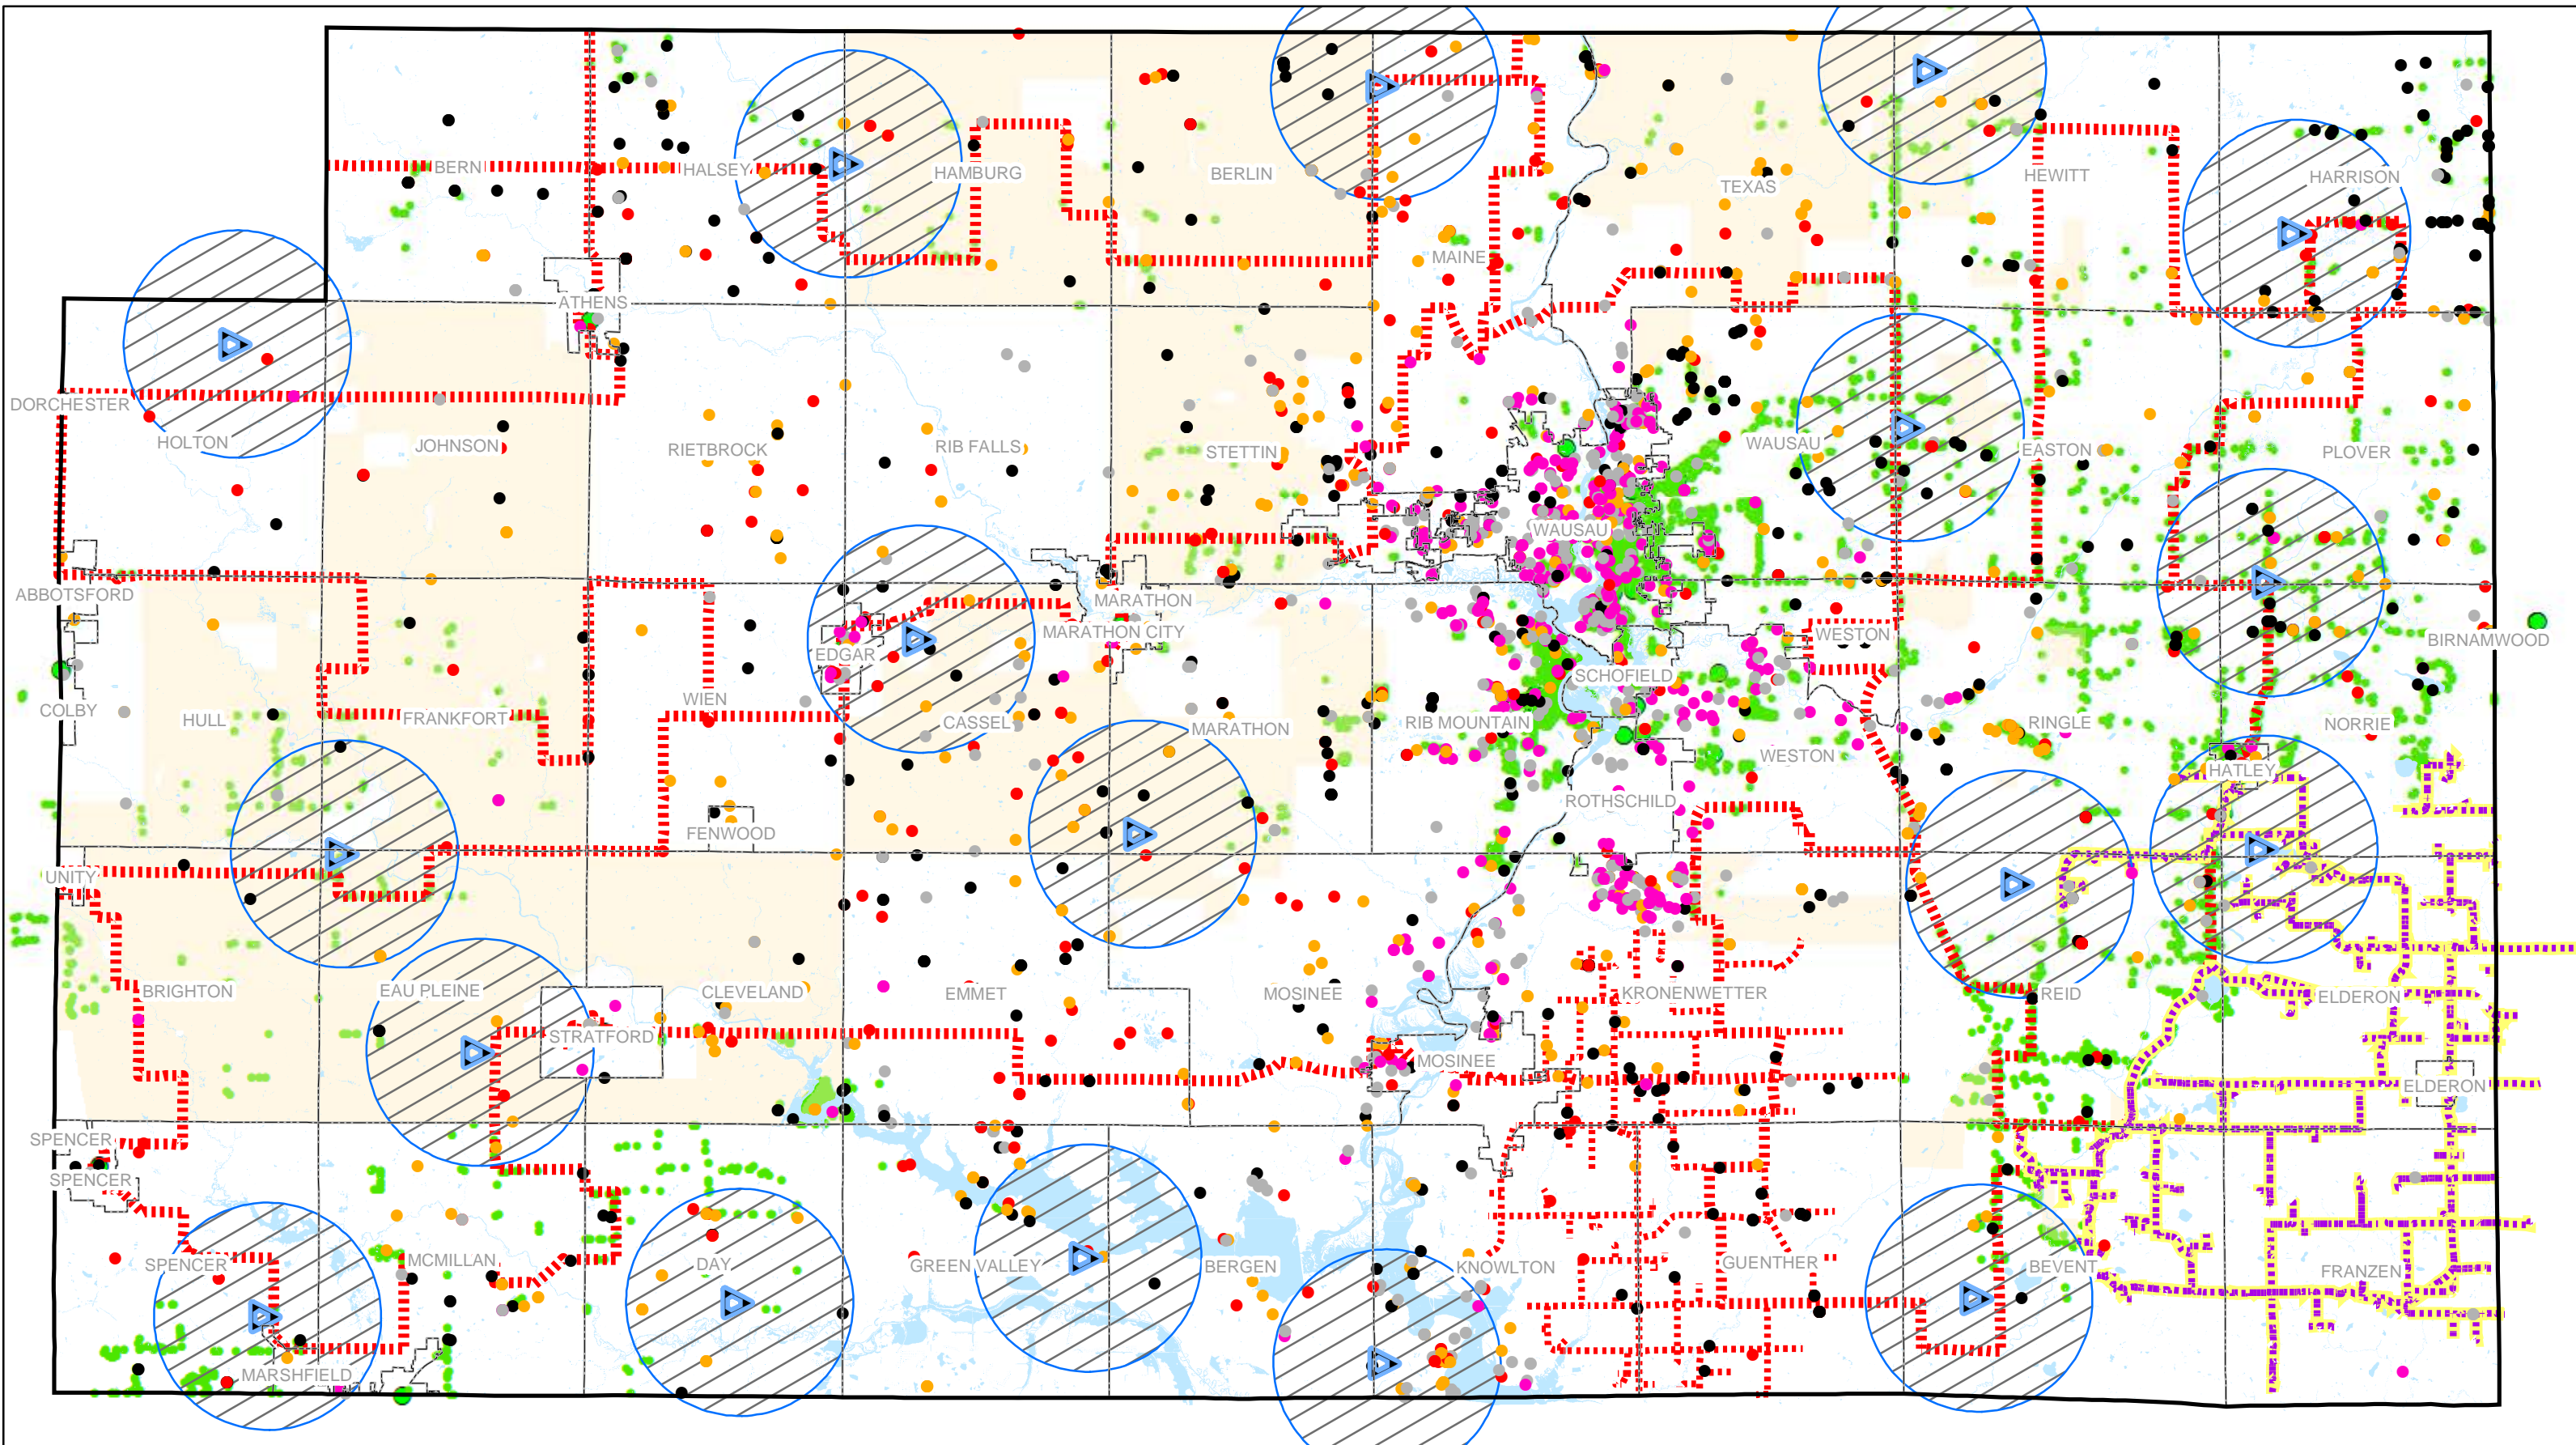 BERN
HALSEY
HAMBURG
BERLIN
TEXAS
HEWITT
HARRISON
MAINE
ATHENS
DORCHESTER
HOLTON
JOHNSON
RIETBROCK
RIB FALLS
STETTIN
WAUSAU
EASTON
PLOVER
WAUSAU
ABBOTSFORD
MARATHON
MARATHON CITY
EDGAR
WESTON
BIRNAMWOOD
SCHOFIELD
COLBY
HULL
FRANKFORT
WIEN
CASSEL
MARATHON
RIB MOUNTAIN
RINGLE
NORRIE
WESTON
HATLEY
ROTHSCHILD
FENWOOD
UNITY
BRIGHTON
EAU PLEINE
CLEVELAND
EMMET
MOSINEE
KRONENWETTER
REID
ELDERON
STRATFORD
MOSINEE
ELDERON
SPENCER
SPENCER
SPENCER
MCMILLAN
DAY
GREEN VALLEY
BERGEN
KNOWLTON
GUENTHER
BEVENT
FRANZEN
MARSHFIELD